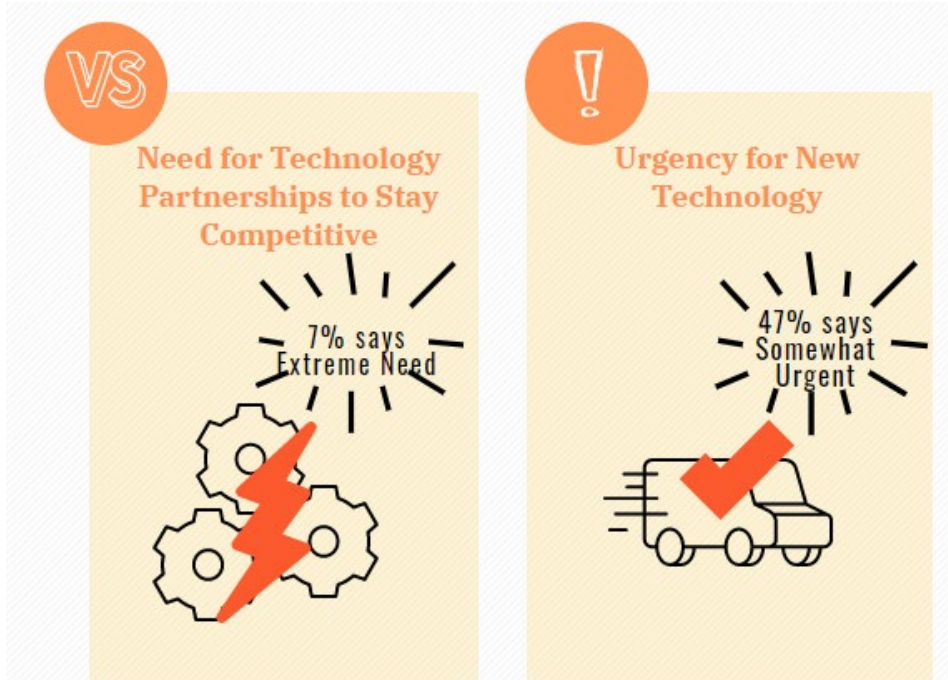 VS
Need for Technology
Partnerships to Stay
Competitive
7% says
Extreme Need
!
Urgency for New
Technology
47% says
Somewhat
Urgent